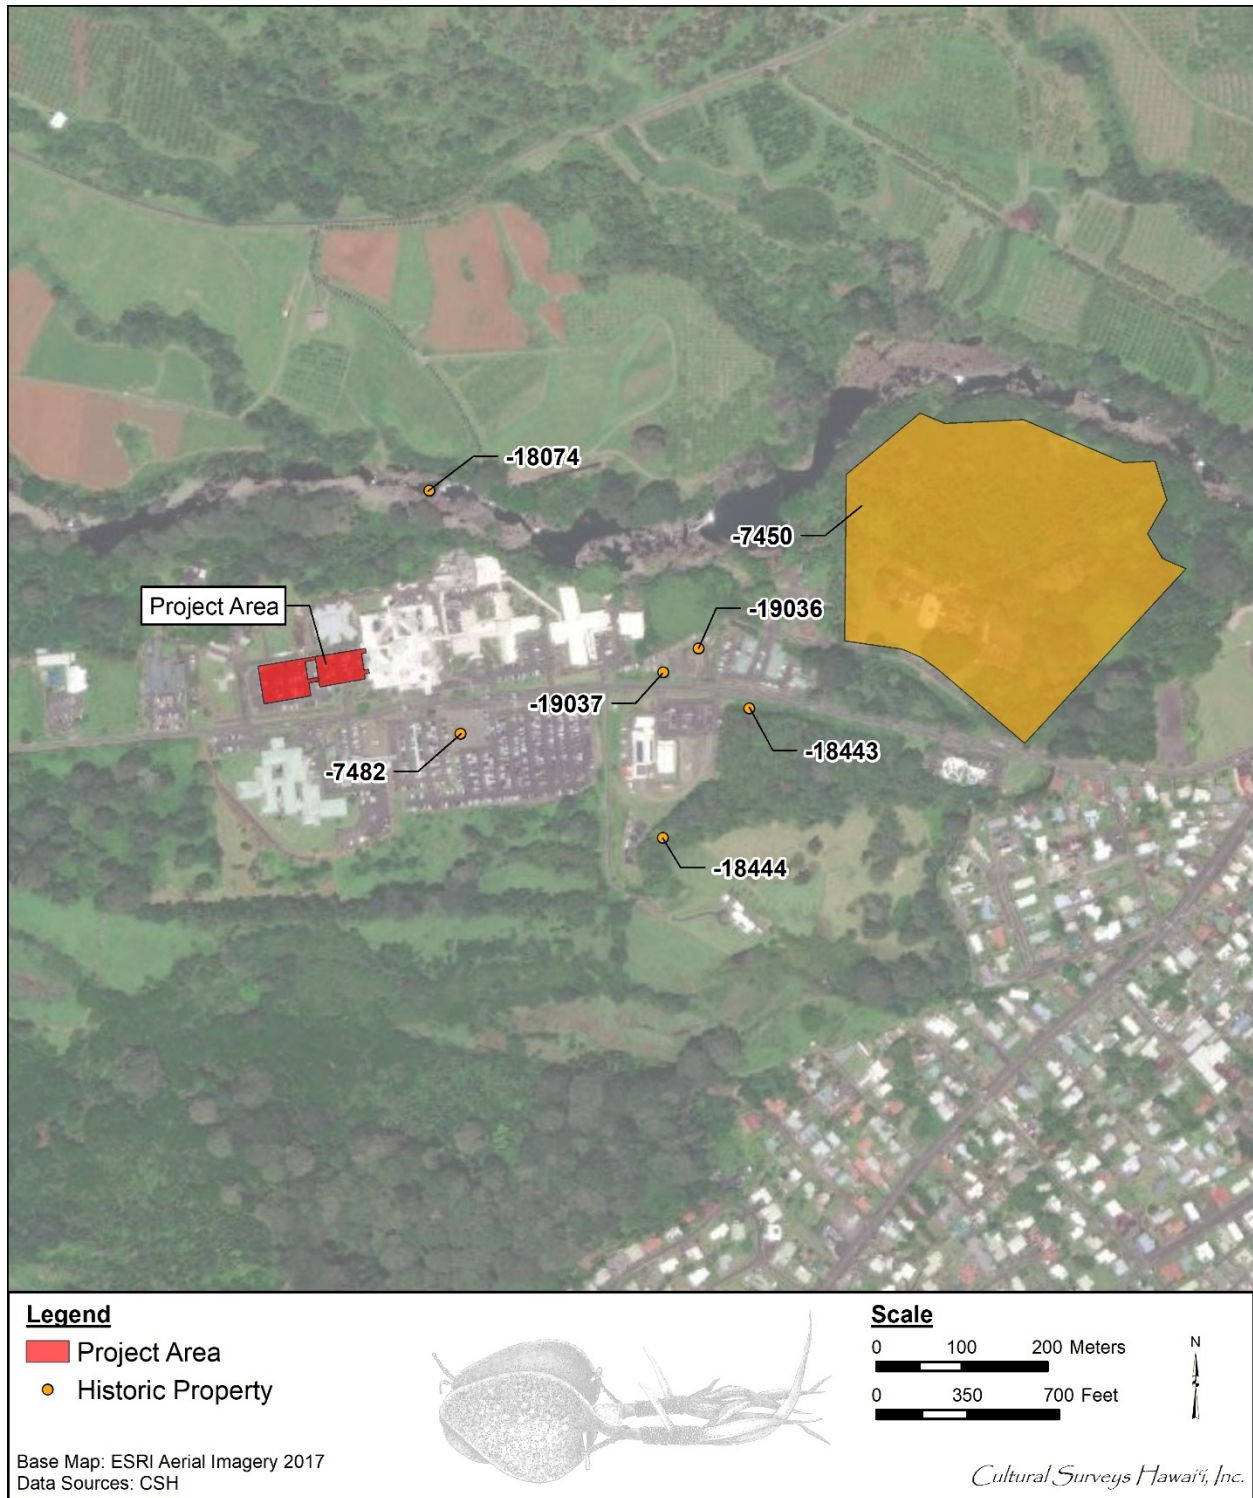 -18074
-7450
Project Area
-19036
-19037
-18443
-7482
-18444
Legend
Project Area
Historic Property
Base Map: ESRI Aerial Imagery 2017
Data Sources: CSH
Scale
0 100 200 Meters
0 350 700 Feet
N
Cultural Surveys Hawaiʻi, Inc.